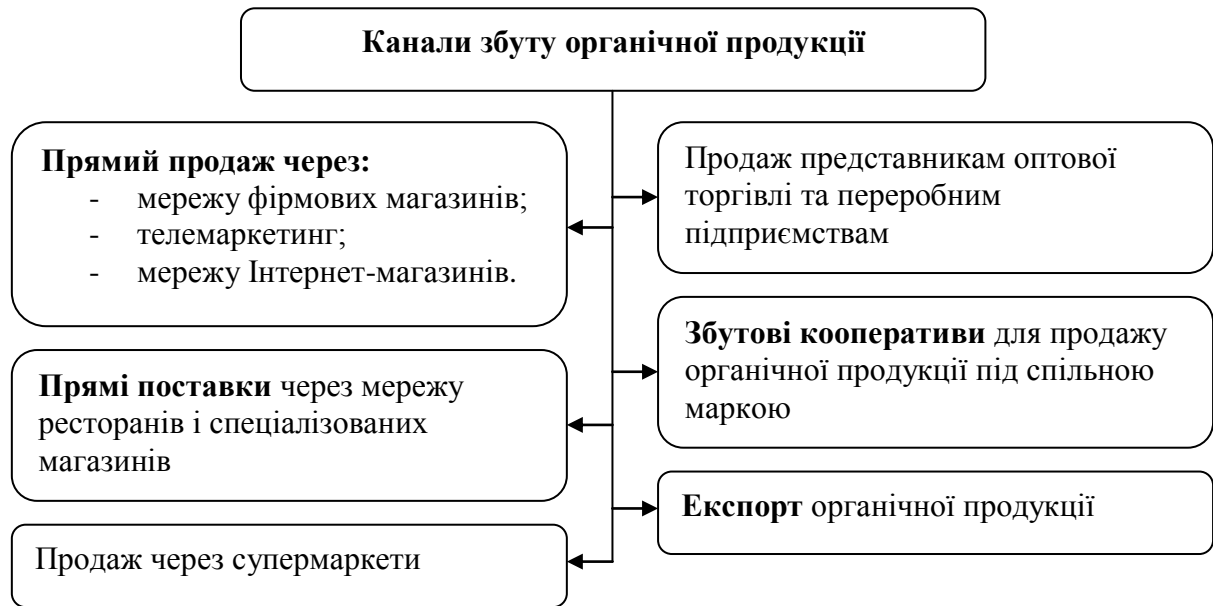 Канали збуту органічної продукції
Прямий продаж через:
- мережу фірмових магазинів;
- телемаркетинг;
- мережу Інтернет-магазинів.
Прямі поставки через мережу
ресторанів і спеціалізованих
магазинів
Продаж через супермаркети
Продаж представникам оптової
торгівлі та переробним
підприємствам
Збутові кооперативи для продажу
органічної продукції під спільною
маркою
Експорт органічної продукції